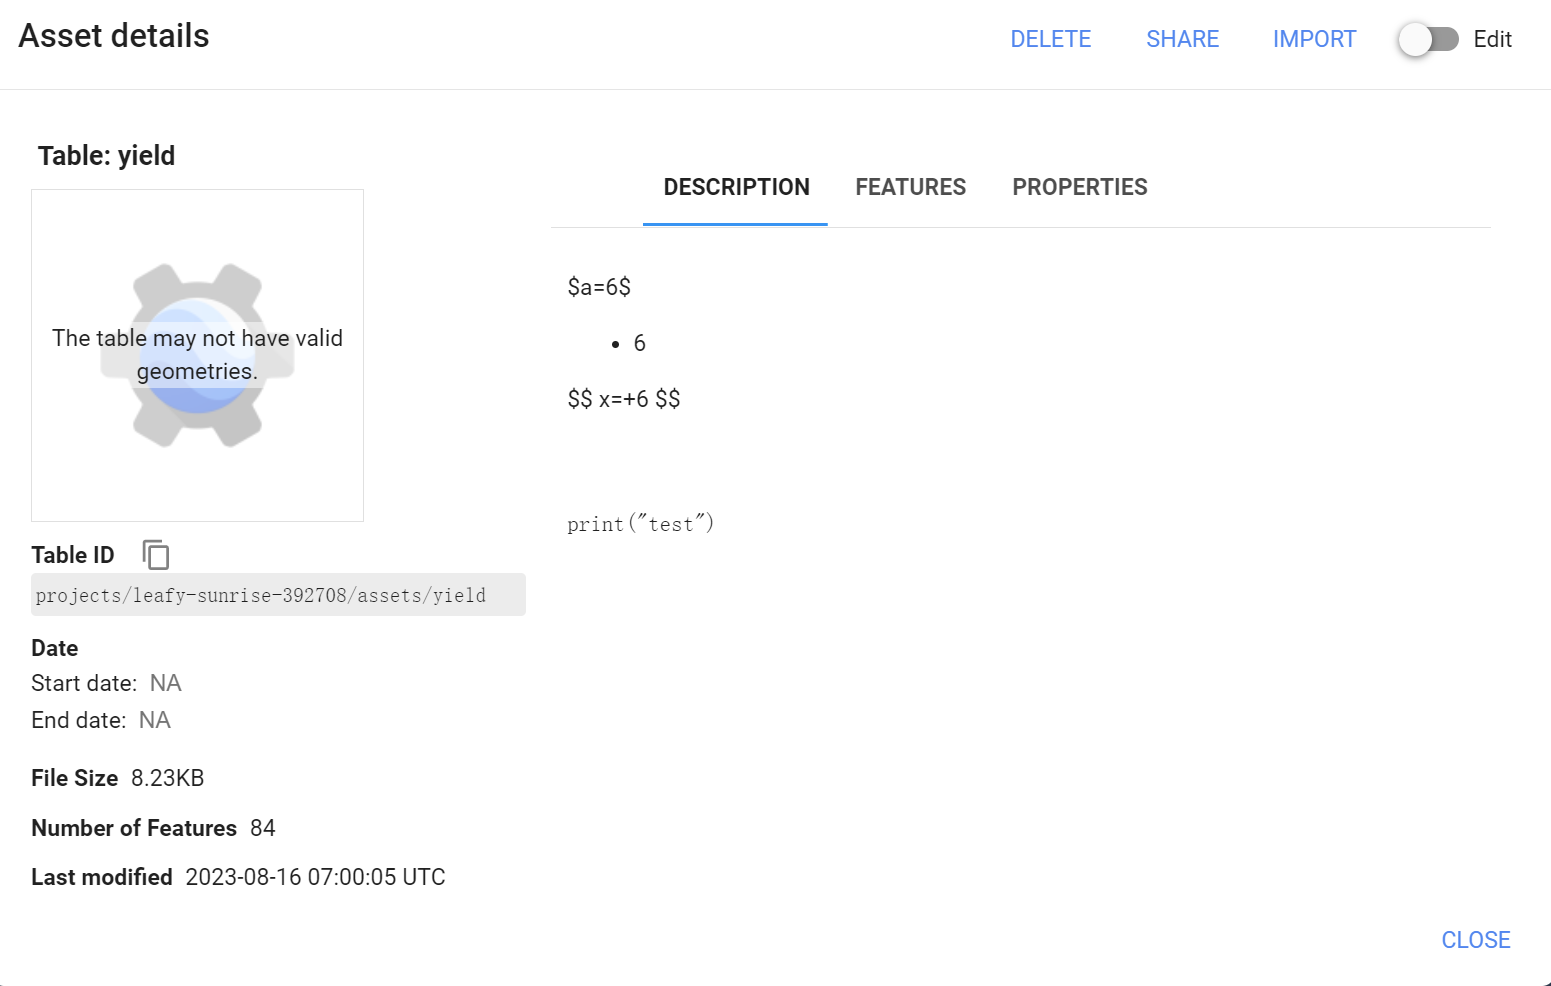 Asset details
DELETE SHARE IMPORT Edit
Table: yield
The table may not have valid
geometries.
Table ID
projects/leafy-sunrise-392708/assets/yield
Date
Start date: NA
End date: NA
File Size 8.23KB
Number of Features 84
Last modified 2023-08-16 07:00:05 UTC
DESCRIPTION FEATURES PROPERTIES
$a=6$
• 6
$$ x=+6 $$
print("test")
CLOSE